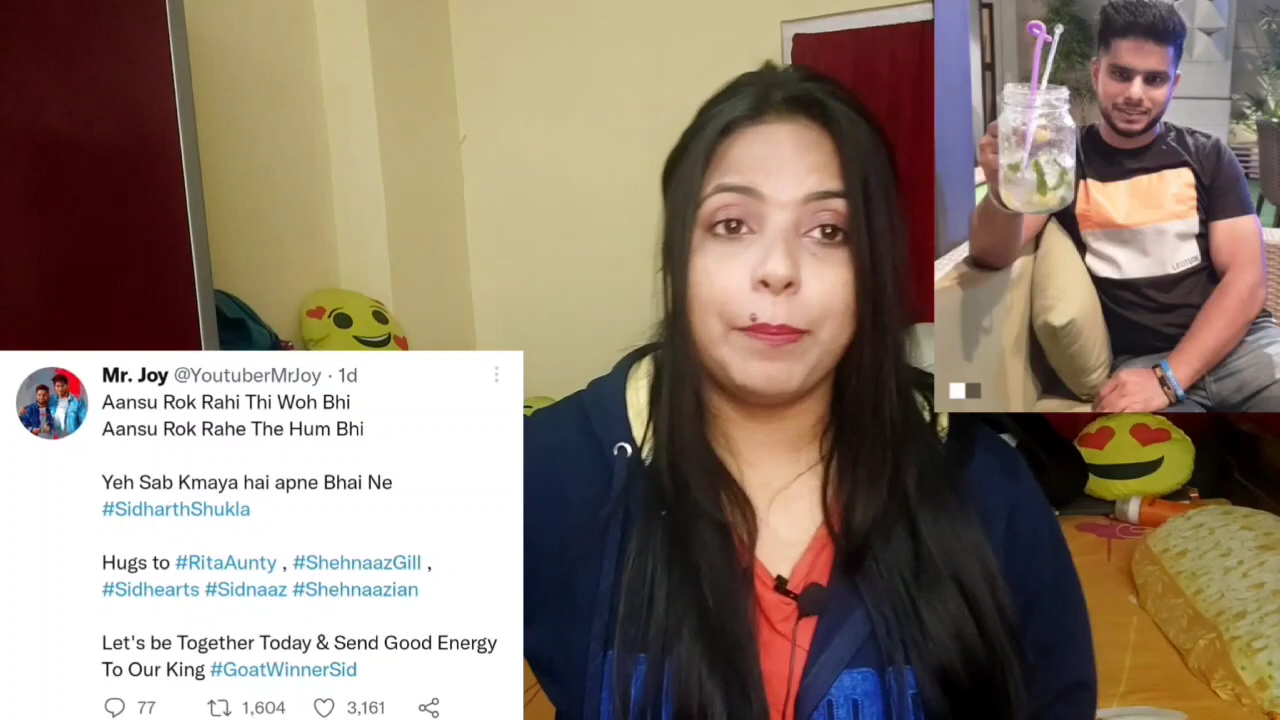 Mr. Joy @YoutuberMrJoy · 1d
Aansu Rok Rahi Thi Woh Bhi
Aansu Rok Rahe The Hum Bhi
Yeh Sab Kmaya hai apne Bhai Ne
#SidharthShukla
Hugs to #RitaAunty , #ShehnaazGill ,
#Sidhearts #Sidnaaz #Shehnaazian
Let's be Together Today & Send Good Energy
To Our King #GoatWinnerSid
77 1,604 3,161